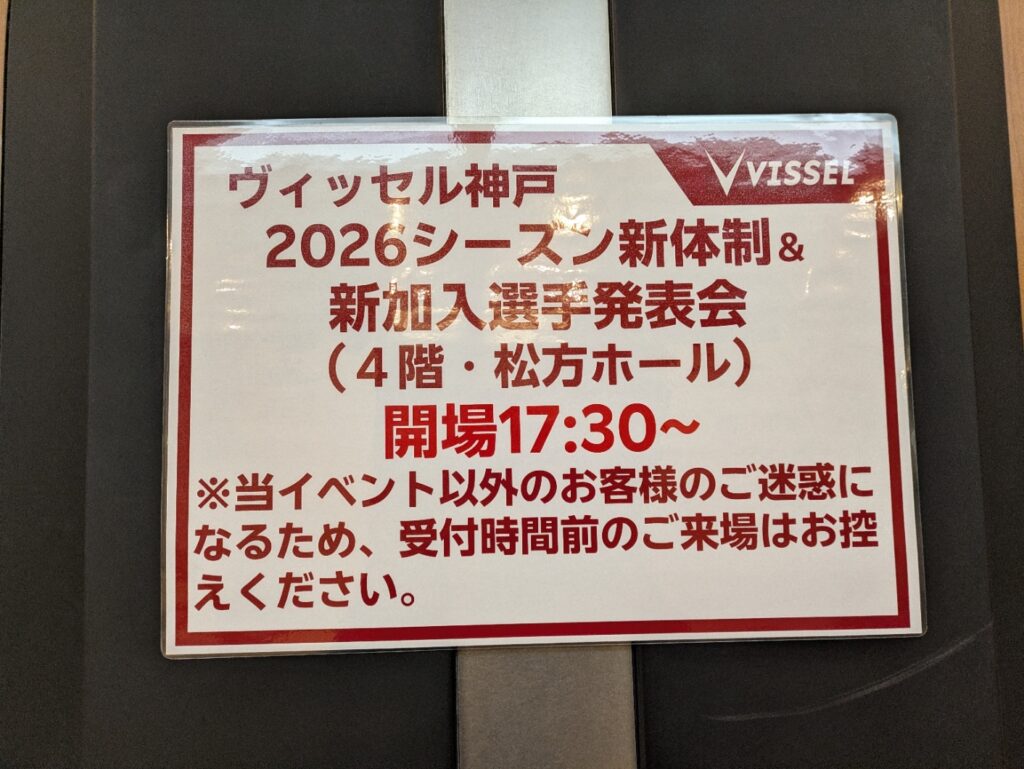 VISSEL
ヴィッセル神戸
2026シーズン新体制&
新加入選手発表会
（４階・松方ホール）
開場17:30~
※当イベント以外のお客様のご迷惑に
なるため、受付時間前のご来場はお控
えください。